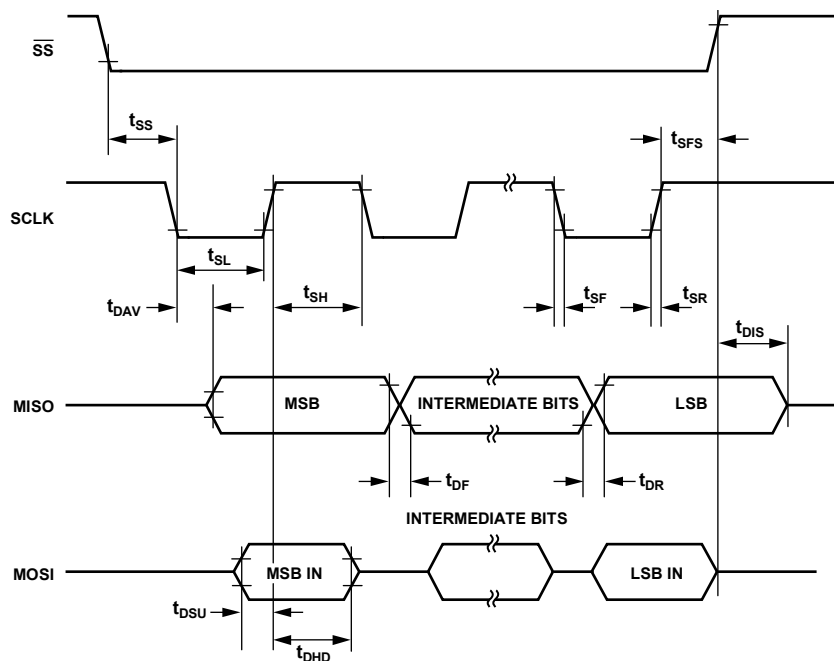 SS
tSS
tSFS
SCLK
tSL
tSH
tSF
tSR
tDAV
tDIS
MISO
MSB
INTERMEDIATE BITS
LSB
tDF
tDR
INTERMEDIATE BITS
MOSI
MSB IN
LSB IN
tDSU
tDHD